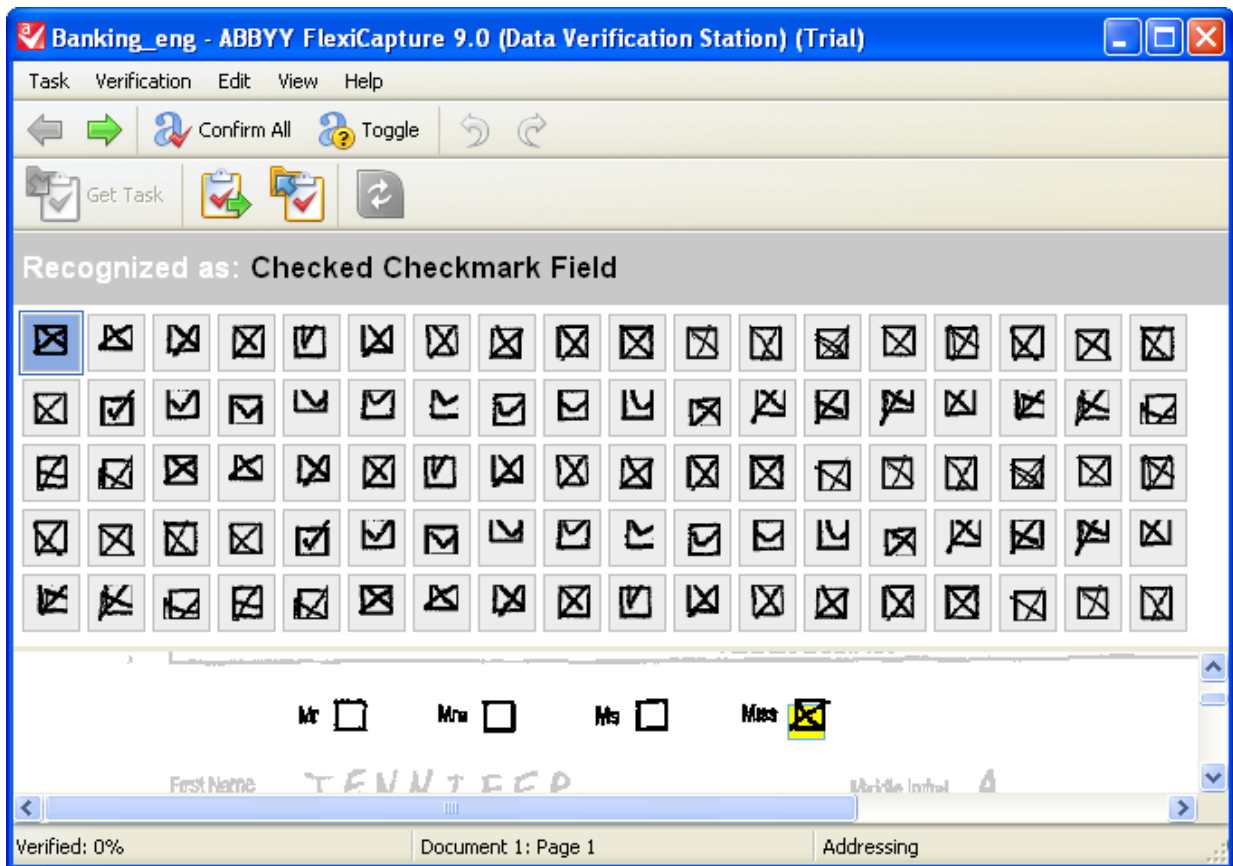 Banking_eng - ABBYY FlexiCapture 9.0 (Data Verification Station) (Trial)
Task Verification Edit View Help
Confirm All Toggle
Get Task
Recognized as: Checked Checkmark Field
Mr Mrs Ms Miss
First Name Middle Initial A
Verified: 0% Document 1: Page 1 Addressing